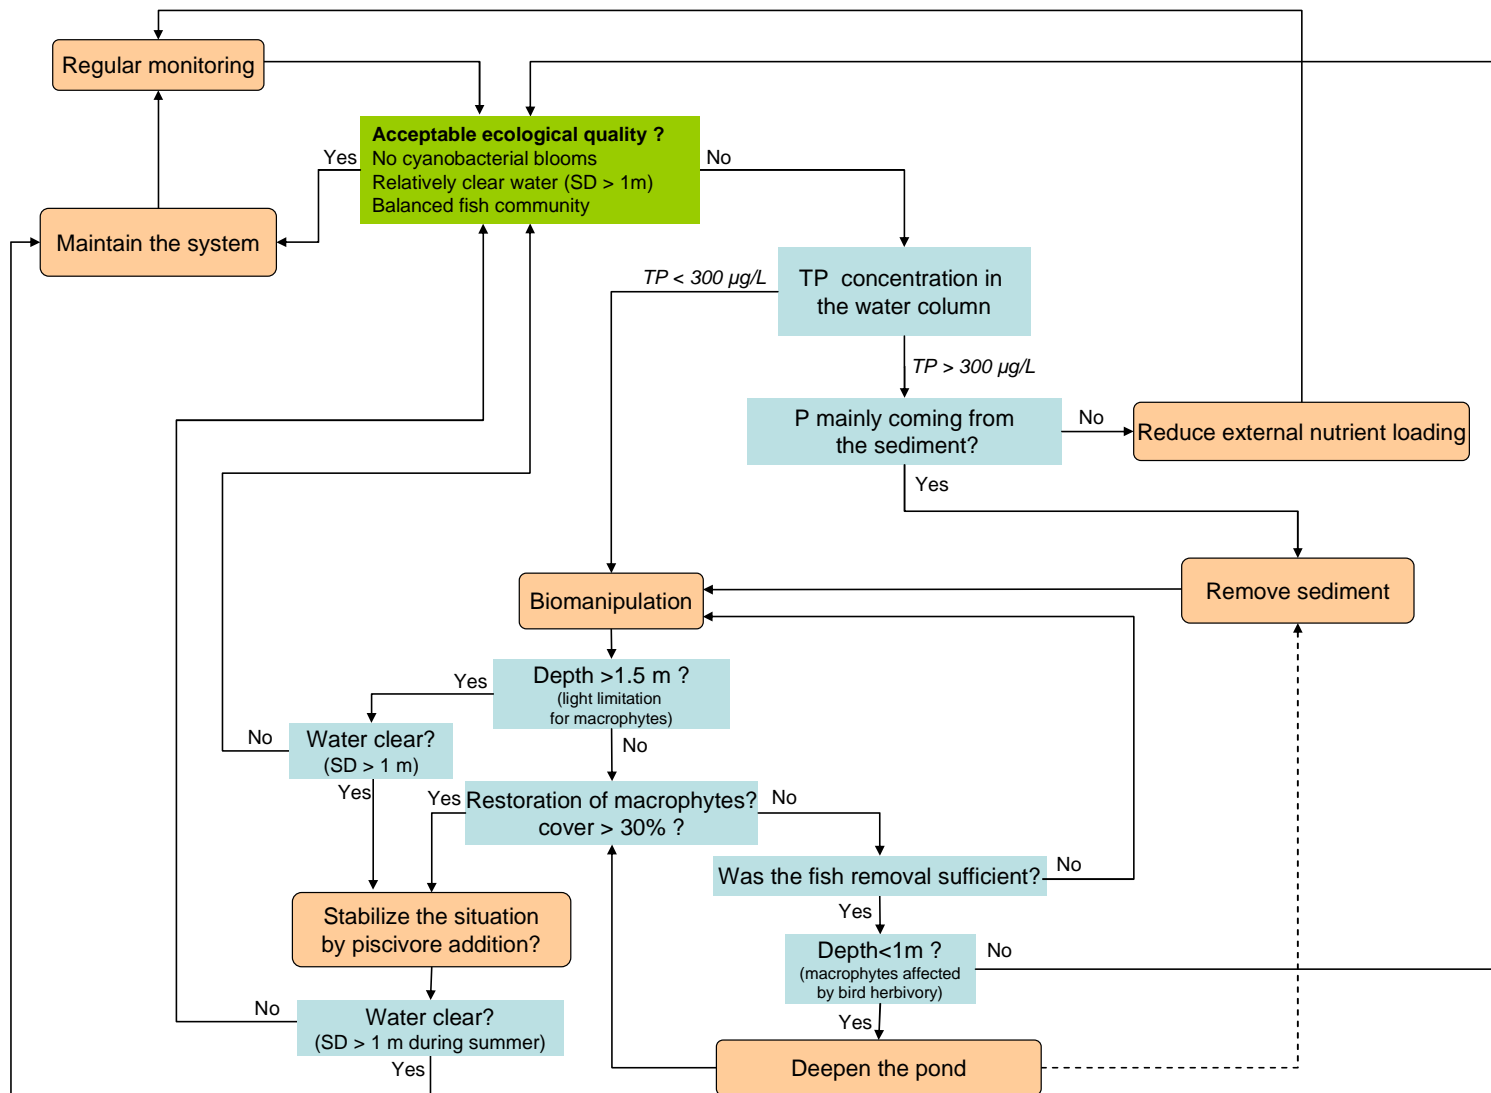 Regular monitoring
Acceptable ecological quality ?
No cyanobacterial blooms
Relatively clear water (SD > 1m)
Balanced fish community
Yes
No
Maintain the system
TP < 300 µg/L
TP  concentration in
the water column
TP > 300 µg/L
P mainly coming from
the sediment?
No
Reduce external nutrient loading
Yes
Biomanipulation
Remove sediment
Depth >1.5 m ?
(light limitation
for macrophytes)
Yes
No
Water clear?
(SD > 1 m)
No
Yes
Restoration of macrophytes?
cover > 30% ?
Yes
No
Was the fish removal sufficient?
No
Yes
Stabilize the situation
by piscivore addition?
Depth<1m ?
(macrophytes affected
by bird herbivory)
No
Yes
Water clear?
(SD > 1 m during summer)
No
Yes
Deepen the pond